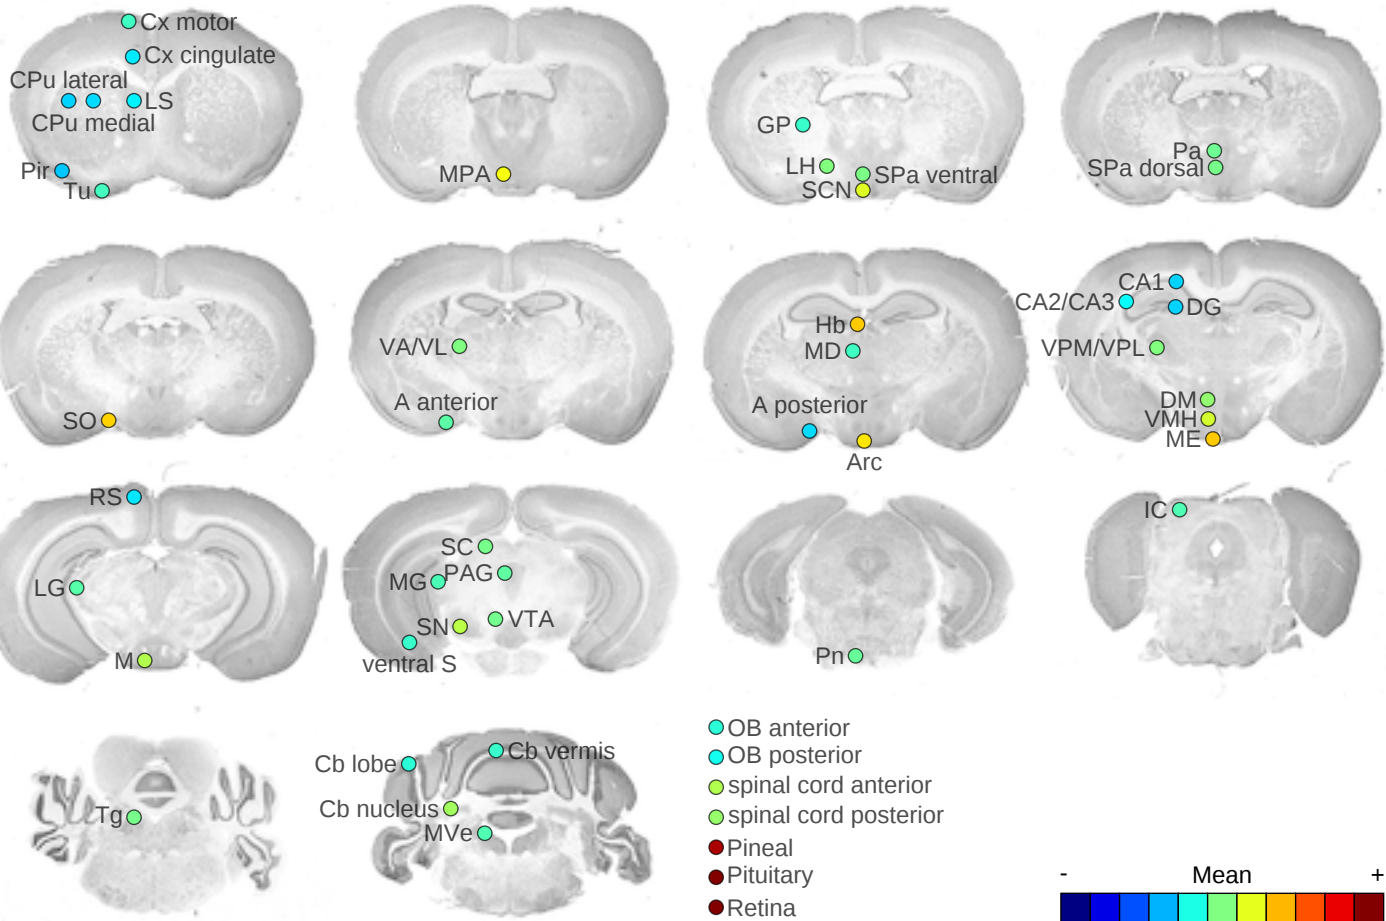 Cx motor
Cx cingulate
CPu lateral
LS
CPu medial
Pir
Tu
MPA
GP
LH
SPa ventral
SCN
Pa
SPa dorsal
SO
VA/VL
A anterior
Hb
MD
A posterior
Arc
CA1
CA2/CA3
DG
VPM/VPL
DM
VMH
ME
RS
LG
M
SC
MG
PAG
SN
VTA
ventral S
Pn
IC
Tg
Cb lobe
Cb vermis
Cb nucleus
MVe
OB anterior
OB posterior
spinal cord anterior
spinal cord posterior
Pineal
Pituitary
Retina
- Mean +